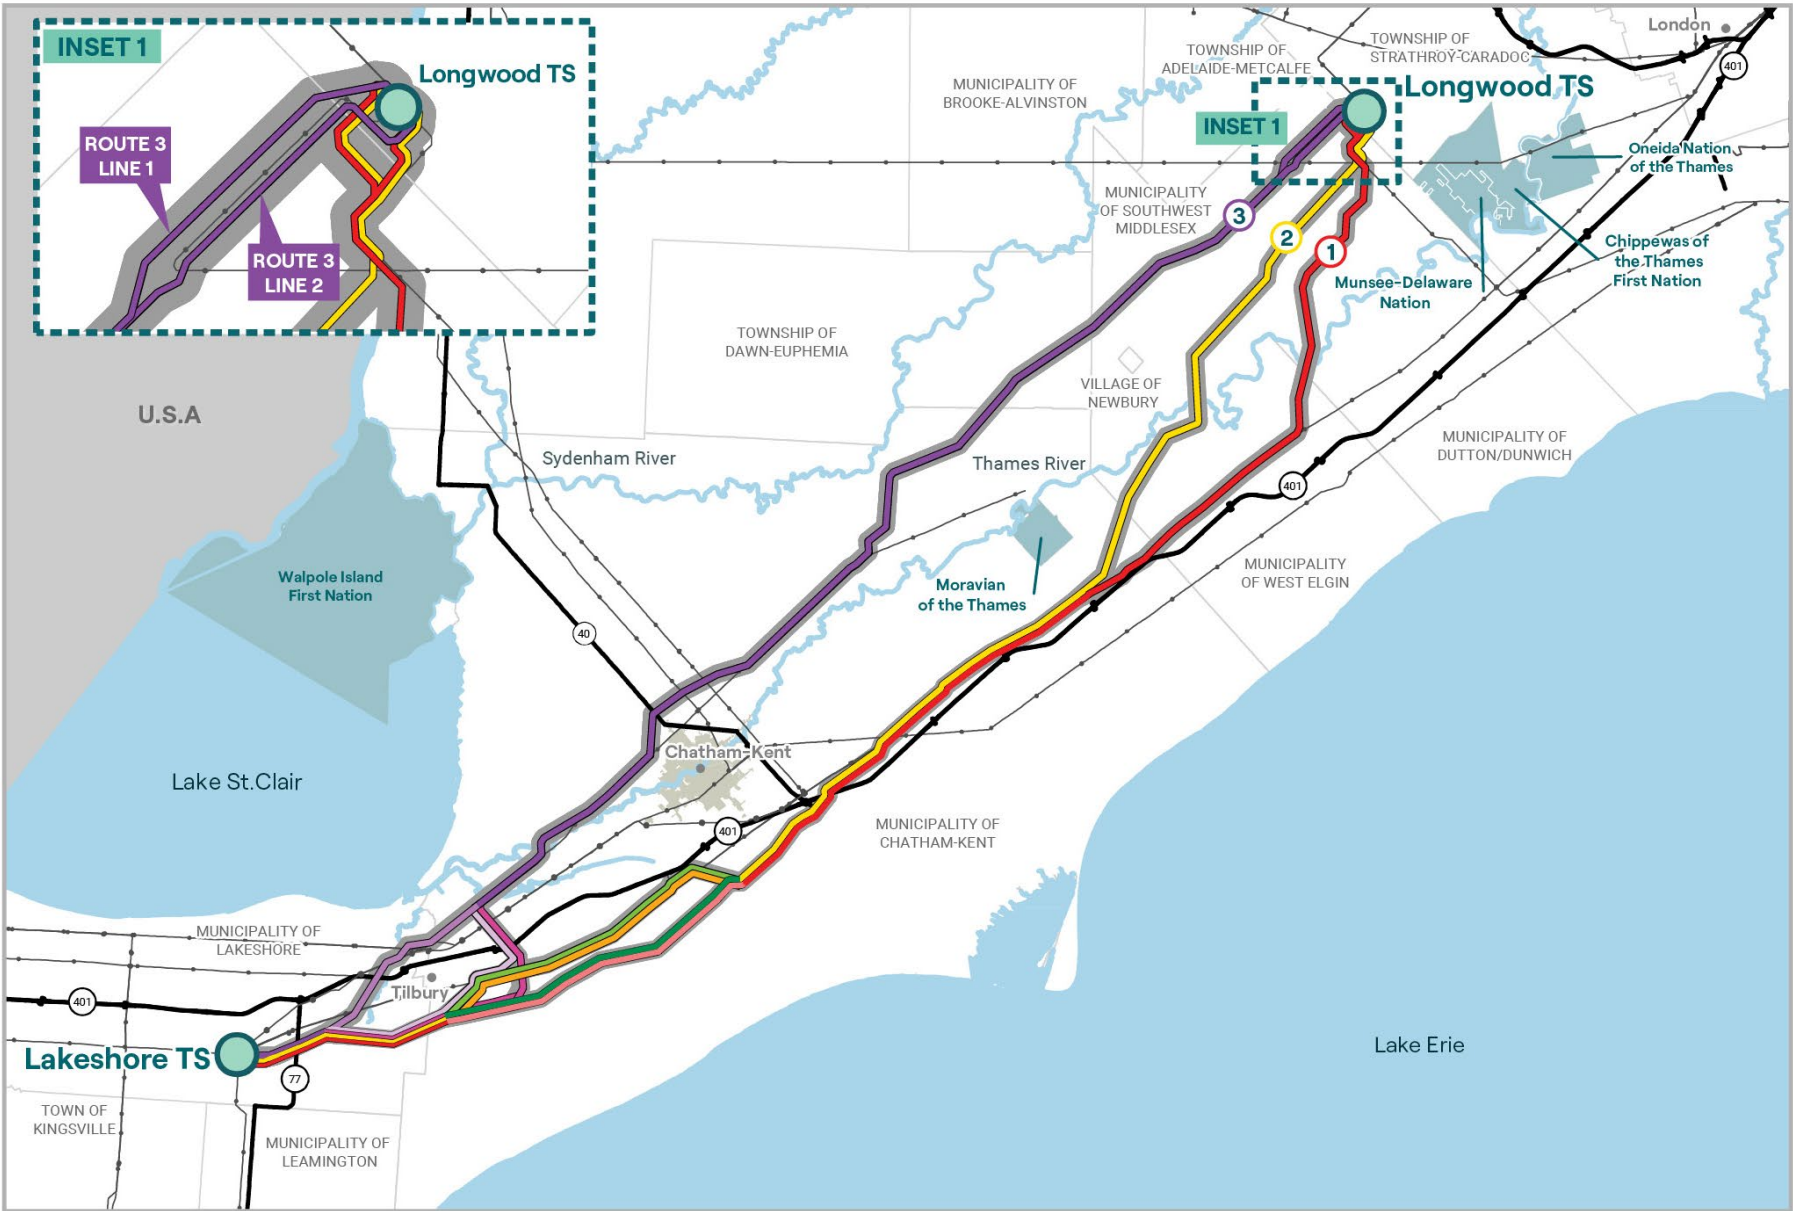 INSET 1
Longwood TS
ROUTE 3
LINE 1
ROUTE 3
LINE 2
London
TOWNSHIP OF
STRATHROY-CARADOC
TOWNSHIP OF
ADELAIDE-METCALFE
401
MUNICIPALITY OF
BROOKE-ALVINSTON
Longwood TS
INSET 1
Oneida Nation
of the Thames
MUNICIPALITY
OF SOUTHWEST
MIDDLESEX
3
2
1
Chippewas of
the Thames
First Nation
Munsee-Delaware
Nation
TOWNSHIP OF
DAWN-EUPHEMIA
VILLAGE OF
NEWBURY
U.S.A
MUNICIPALITY OF
DUTTON/DUNWICH
Sydenham River
Thames River
401
MUNICIPALITY
OF WEST ELGIN
Walpole Island
First Nation
Moravian
of the Thames
40
Chatham-Kent
Lake St.Clair
401
MUNICIPALITY OF
CHATHAM-KENT
MUNICIPALITY OF
LAKESHORE
Tilbury
401
Lakeshore TS
Lake Erie
77
TOWN OF
KINGSVILLE
MUNICIPALITY OF
LEAMINGTON